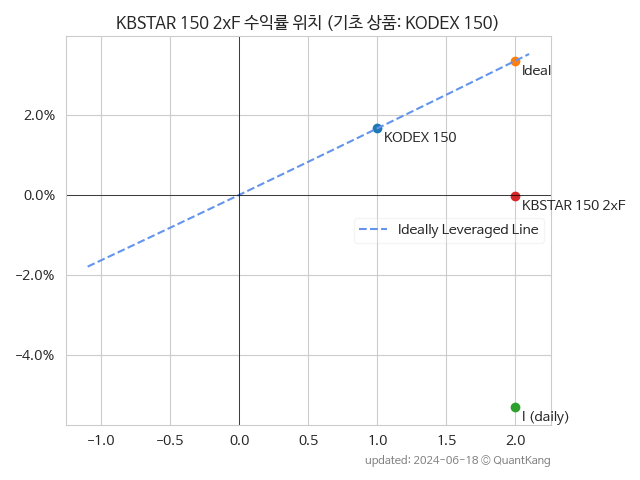 KBSTAR 150 2xF 수익률 위치 (기초 상품: KODEX 150)
Ideal
2.0%
KODEX 150
0.0%
KBSTAR 150 2xF
Ideally Leveraged Line
−2.0%
−4.0%
I (daily)
−1.0 −0.5 0.0 0.5 1.0 1.5 2.0
updated: 2024-06-18 © QuantKang